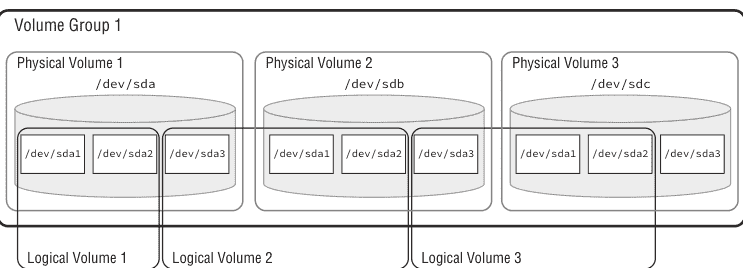 Volume Group 1
Physical Volume 1
/dev/sda
/dev/sda1
/dev/sda2
/dev/sda3
Physical Volume 2
/dev/sdb
/dev/sda1
/dev/sda2
/dev/sda3
Physical Volume 3
/dev/sdc
/dev/sda1
/dev/sda2
/dev/sda3
Logical Volume 1
Logical Volume 2
Logical Volume 3